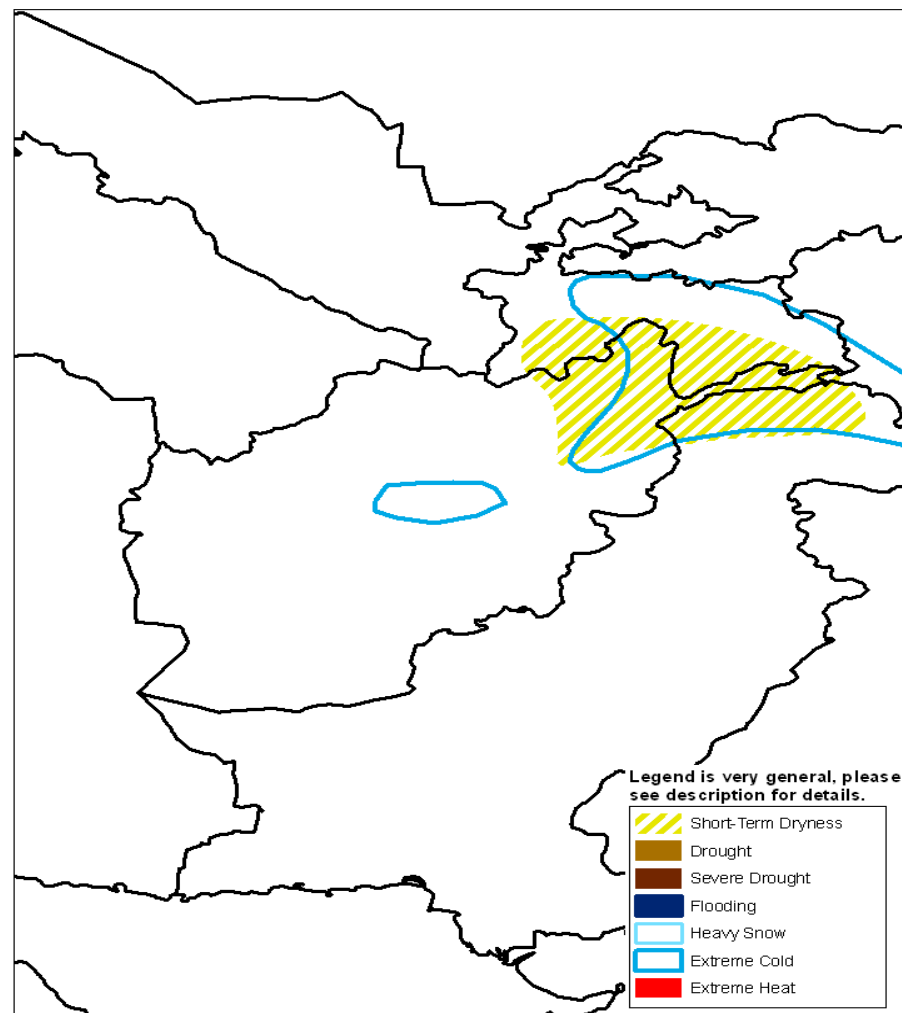 Legend is very general, please
see description for details.
Short-Term Dryness
Drought
Severe Drought
Flooding
Heavy Snow
Extreme Cold
Extreme Heat